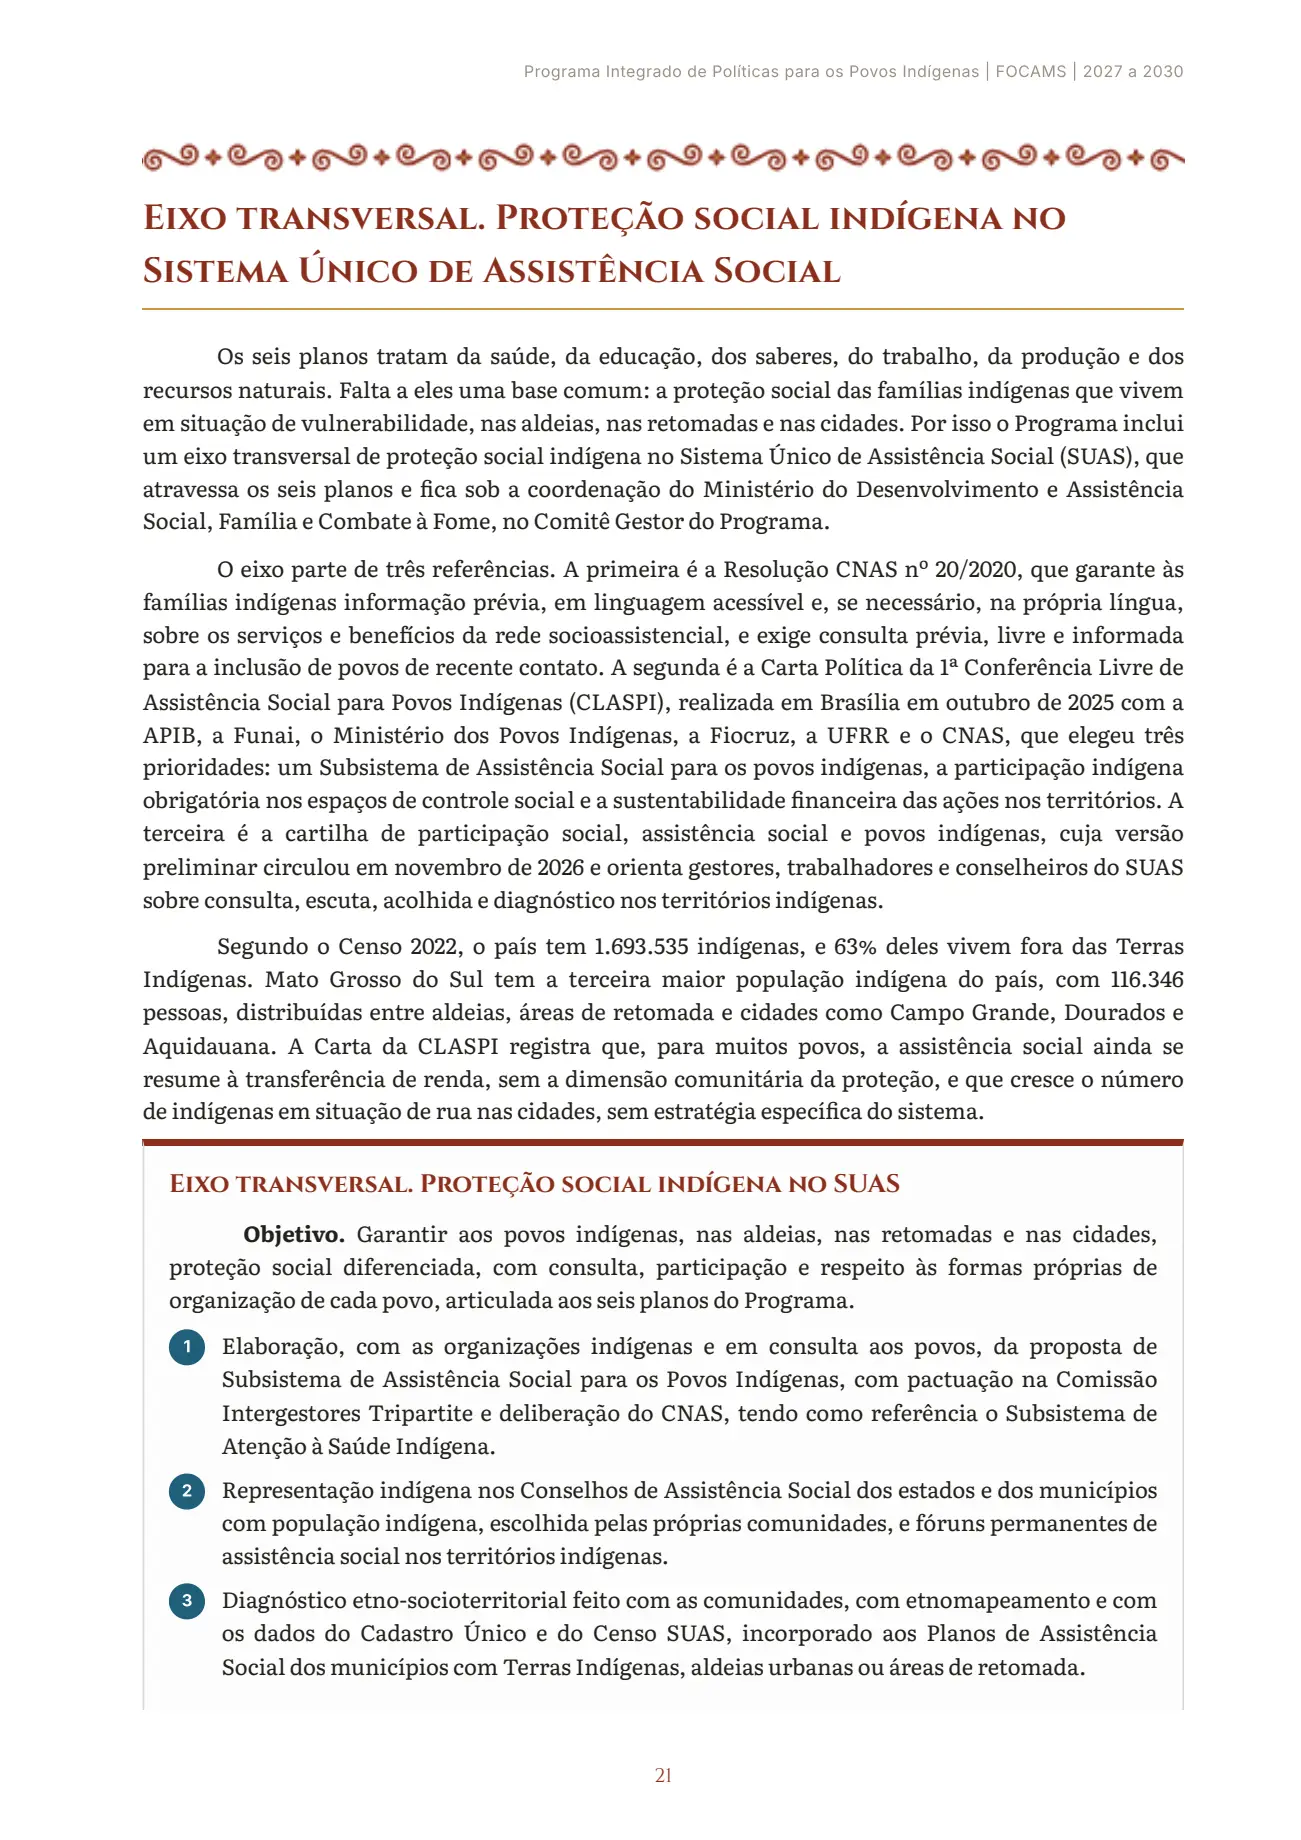 Programa Integrado de Políticas para os Povos Indígenas | FOCAMS | 2027 a 2030
Eixo transversal. Proteção social indígena no
Sistema Único de Assistência Social
Os seis planos tratam da saúde, da educação, dos saberes, do trabalho, da produção e dos
recursos naturais. Falta a eles uma base comum: a proteção social das famílias indígenas que vivem
em situação de vulnerabilidade, nas aldeias, nas retomadas e nas cidades. Por isso o Programa inclui
um eixo transversal de proteção social indígena no Sistema Único de Assistência Social (SUAS), que
atravessa os seis planos e fica sob a coordenação do Ministério do Desenvolvimento e Assistência
Social, Família e Combate à Fome, no Comitê Gestor do Programa.
O eixo parte de três referências. A primeira é a Resolução CNAS nº 20/2020, que garante às
famílias indígenas informação prévia, em linguagem acessível e, se necessário, na própria língua,
sobre os serviços e benefícios da rede socioassistencial, e exige consulta prévia, livre e informada
para a inclusão de povos de recente contato. A segunda é a Carta Política da 1ª Conferência Livre de
Assistência Social para Povos Indígenas (CLASPI), realizada em Brasília em outubro de 2025 com a
APIB, a Funai, o Ministério dos Povos Indígenas, a Fiocruz, a UFRR e o CNAS, que elegeu três
prioridades: um Subsistema de Assistência Social para os povos indígenas, a participação indígena
obrigatória nos espaços de controle social e a sustentabilidade financeira das ações nos territórios. A
terceira é a cartilha de participação social, assistência social e povos indígenas, cuja versão
preliminar circulou em novembro de 2026 e orienta gestores, trabalhadores e conselheiros do SUAS
sobre consulta, escuta, acolhida e diagnóstico nos territórios indígenas.
Segundo o Censo 2022, o país tem 1.693.535 indígenas, e 63% deles vivem fora das Terras
Indígenas. Mato Grosso do Sul tem a terceira maior população indígena do país, com 116.346
pessoas, distribuídas entre aldeias, áreas de retomada e cidades como Campo Grande, Dourados e
Aquidauana. A Carta da CLASPI registra que, para muitos povos, a assistência social ainda se
resume à transferência de renda, sem a dimensão comunitária da proteção, e que cresce o número
de indígenas em situação de rua nas cidades, sem estratégia específica do sistema.
Eixo transversal. Proteção social indígena no SUAS
Objetivo. Garantir aos povos indígenas, nas aldeias, nas retomadas e nas cidades,
proteção social diferenciada, com consulta, participação e respeito às formas próprias de
organização de cada povo, articulada aos seis planos do Programa.
1 Elaboração, com as organizações indígenas e em consulta aos povos, da proposta de
Subsistema de Assistência Social para os Povos Indígenas, com pactuação na Comissão
Intergestores Tripartite e deliberação do CNAS, tendo como referência o Subsistema de
Atenção à Saúde Indígena.
2 Representação indígena nos Conselhos de Assistência Social dos estados e dos municípios
com população indígena, escolhida pelas próprias comunidades, e fóruns permanentes de
assistência social nos territórios indígenas.
3 Diagnóstico etno-socioterritorial feito com as comunidades, com etnomapeamento e com
os dados do Cadastro Único e do Censo SUAS, incorporado aos Planos de Assistência
Social dos municípios com Terras Indígenas, aldeias urbanas ou áreas de retomada.
21